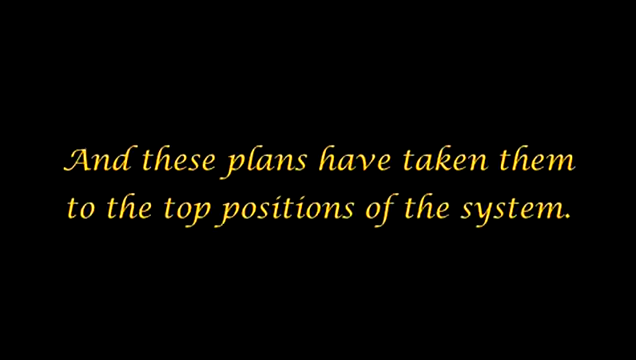 And these plans have taken them
to the top positions of the system.